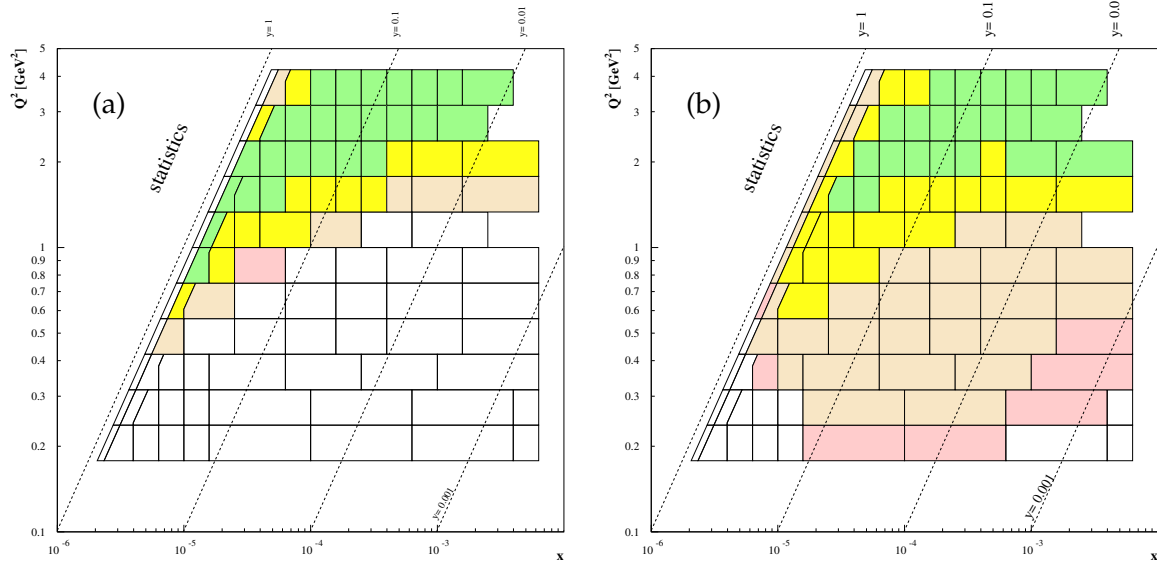 y= 1
y= 0.1
y= 0.01
Q² [GeV²]
5
4
3
2
1
0.9
0.8
0.7
0.6
0.5
0.4
0.3
0.2
0.1
(a)
statistics
y= 0.001
10⁻⁶
10⁻⁵
10⁻⁴
10⁻³
x
y= 1
y= 0.1
y= 0.0
Q² [GeV²]
5
4
3
2
1
0.9
0.8
0.7
0.6
0.5
0.4
0.3
0.2
0.1
(b)
statistics
y= 0.001
10⁻⁶
10⁻⁵
10⁻⁴
10⁻³
x